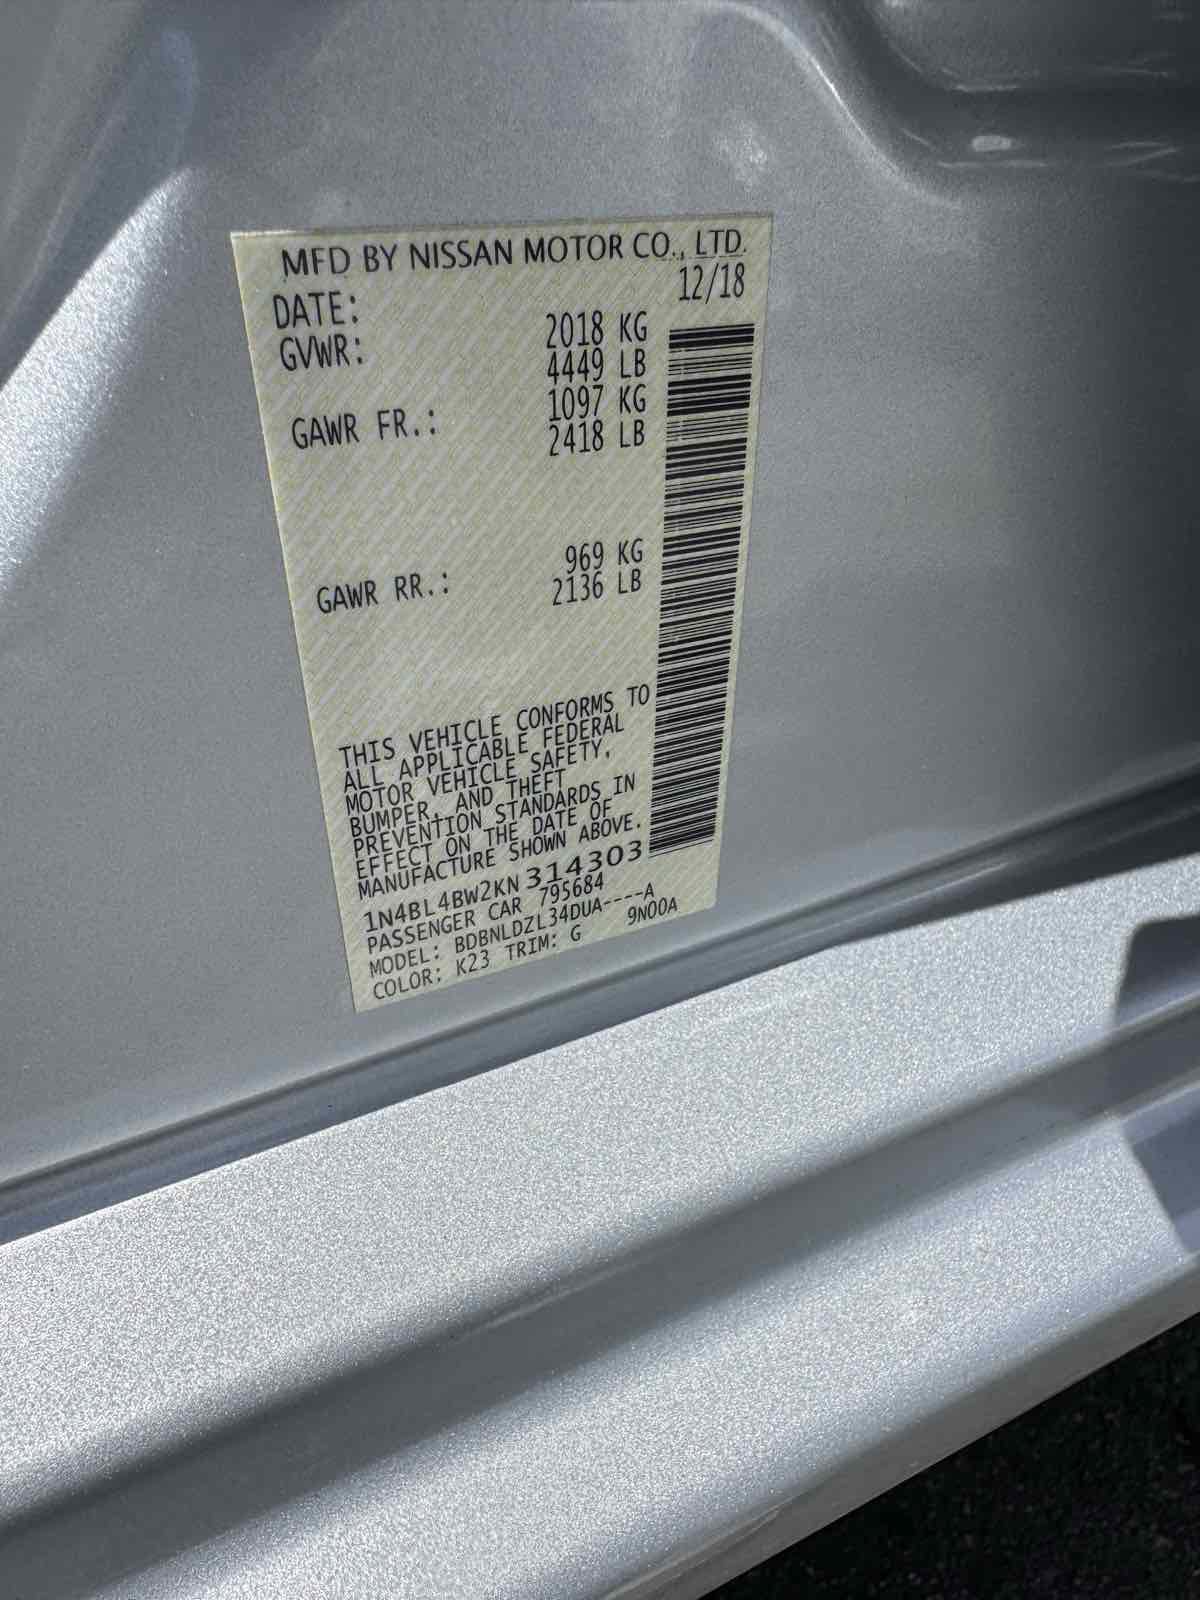 MFD BY NISSAN MOTOR CO., LTD.
DATE: 12/18
GVWR: 2018 KG
4449 LB
GAWR FR.: 1097 KG
2418 LB
GAWR RR.: 969 KG
2136 LB
THIS VEHICLE CONFORMS TO
ALL APPLICABLE FEDERAL
MOTOR VEHICLE SAFETY,
BUMPER, AND THEFT
PREVENTION STANDARDS IN
EFFECT ON THE DATE OF
MANUFACTURE SHOWN ABOVE.
1N4BL4BW2KN314303
PASSENGER CAR 795684
MODEL: BDBNLDZL34DUA----A
COLOR: K23 TRIM: G 9N00A